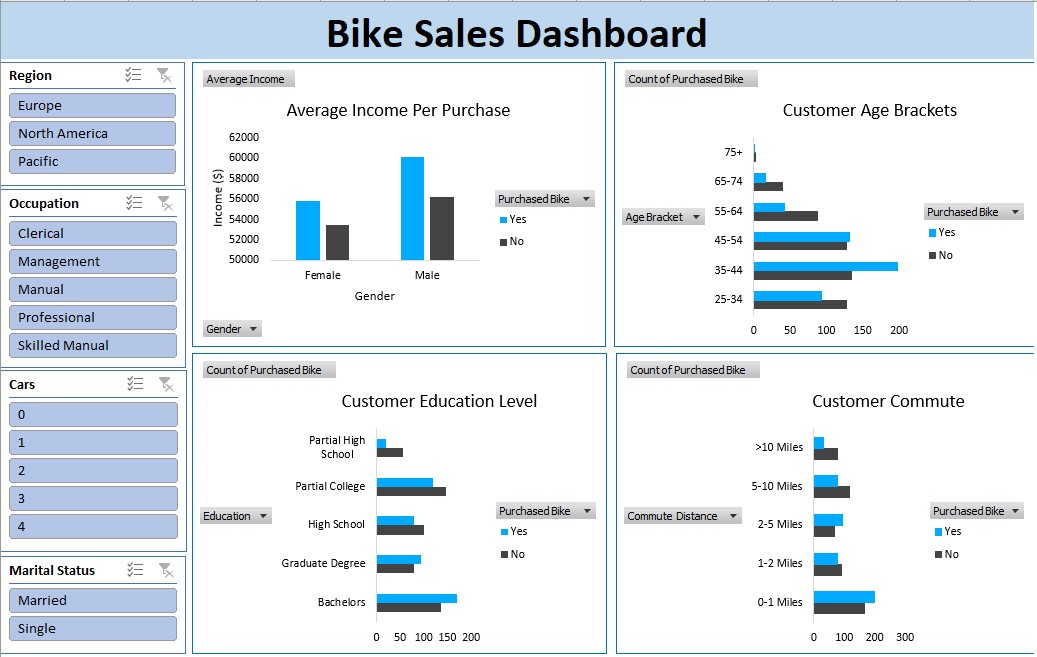 Bike Sales Dashboard
Region
Europe
North America
Pacific
Occupation
Clerical
Management
Manual
Professional
Skilled Manual
Cars
0
1
2
3
4
Marital Status
Married
Single
Average Income
Average Income Per Purchase
62000
60000
58000
56000
54000
52000
50000
Income ($)
Female
Male
Gender
Purchased Bike
Yes
No
Gender
Count of Purchased Bike
Customer Age Brackets
75+
65-74
55-64
45-54
35-44
25-34
0 50 100 150 200
Age Bracket
Purchased Bike
Yes
No
Count of Purchased Bike
Customer Education Level
Partial High
School
Partial College
High School
Graduate Degree
Bachelors
0 50 100 150 200
Education
Purchased Bike
Yes
No
Count of Purchased Bike
Customer Commute
>10 Miles
5-10 Miles
2-5 Miles
1-2 Miles
0-1 Miles
0 100 200 300
Commute Distance
Purchased Bike
Yes
No